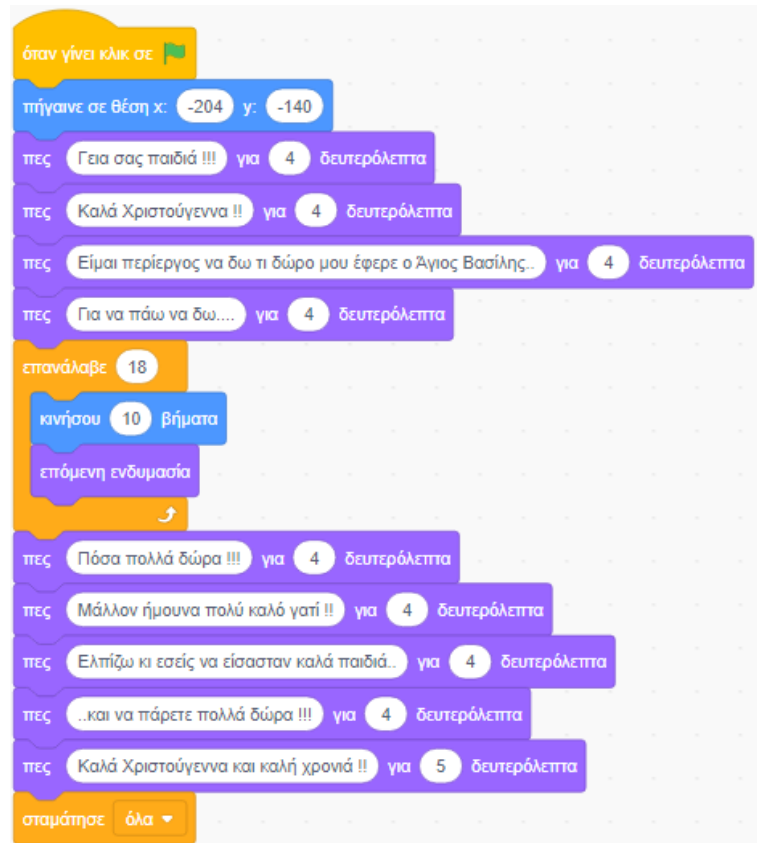 όταν γίνει κλικ σε
πήγαινε σε θέση x: -204 y: -140
πες Γεια σας παιδιά !!! για 4 δευτερόλεπτα
πες Καλά Χριστούγεννα !! για 4 δευτερόλεπτα
πες Είμαι περίεργος να δω τι δώρο μου έφερε ο Άγιος Βασίλης.. για 4 δευτερόλεπτα
πες Για να πάω να δω.... για 4 δευτερόλεπτα
επανάλαβε 18
κινήσου 10 βήματα
επόμενη ενδυμασία
πες Πόσα πολλά δώρα !!! για 4 δευτερόλεπτα
πες Μάλλον ήμουνα πολύ καλό γατί !! για 4 δευτερόλεπτα
πες Ελπίζω κι εσείς να είσασταν καλά παιδιά.. για 4 δευτερόλεπτα
πες ..και να πάρετε πολλά δώρα !!! για 4 δευτερόλεπτα
πες Καλά Χριστούγεννα και καλή χρονιά !! για 5 δευτερόλεπτα
σταμάτησε όλα